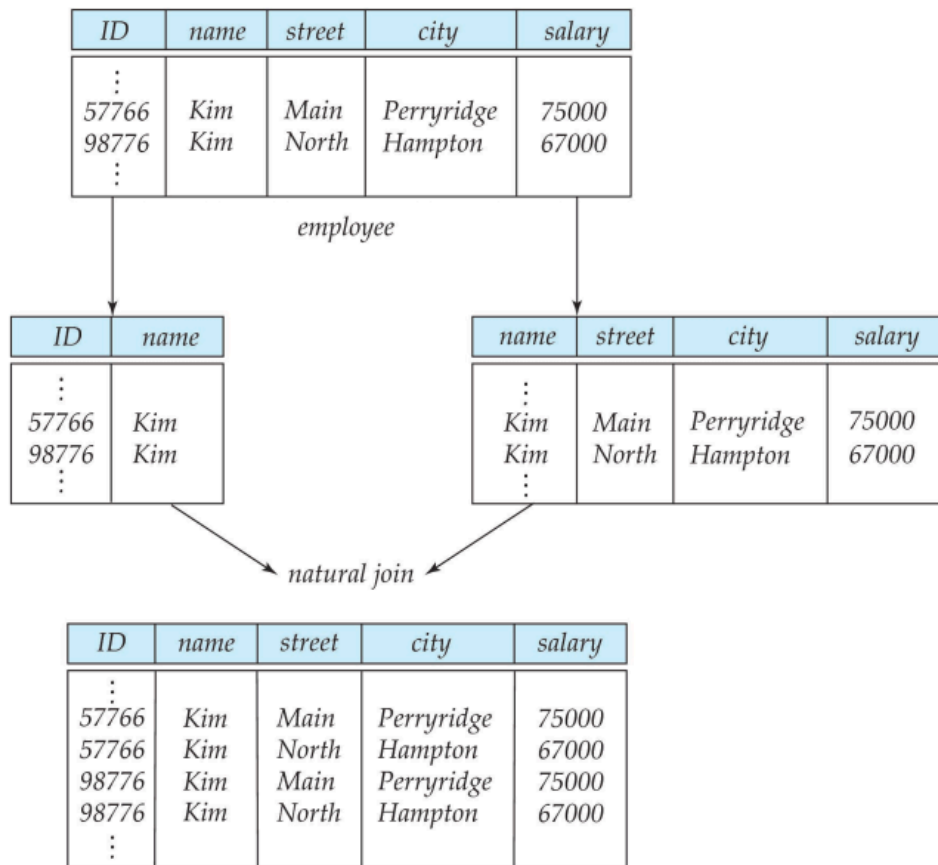 ID name street city salary
⋮
57766 Kim Main Perryridge 75000
98776 Kim North Hampton 67000
⋮
employee
ID name
⋮
57766 Kim
98776 Kim
⋮
name street city salary
⋮
Kim Main Perryridge 75000
Kim North Hampton 67000
⋮
natural join
ID name street city salary
⋮
57766 Kim Main Perryridge 75000
57766 Kim North Hampton 67000
98776 Kim Main Perryridge 75000
98776 Kim North Hampton 67000
⋮